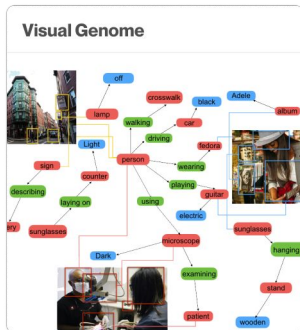 Visual Genome
off
Adele
crosswalk
black
album
lamp
walking
car
driving
Light
fedora
sign
person
wearing
counter
playing
describing
guitar
laying on
using
electric
ery
sunglasses
sunglasses
microscope
hanging
Dark
examining
stand
patient
wooden